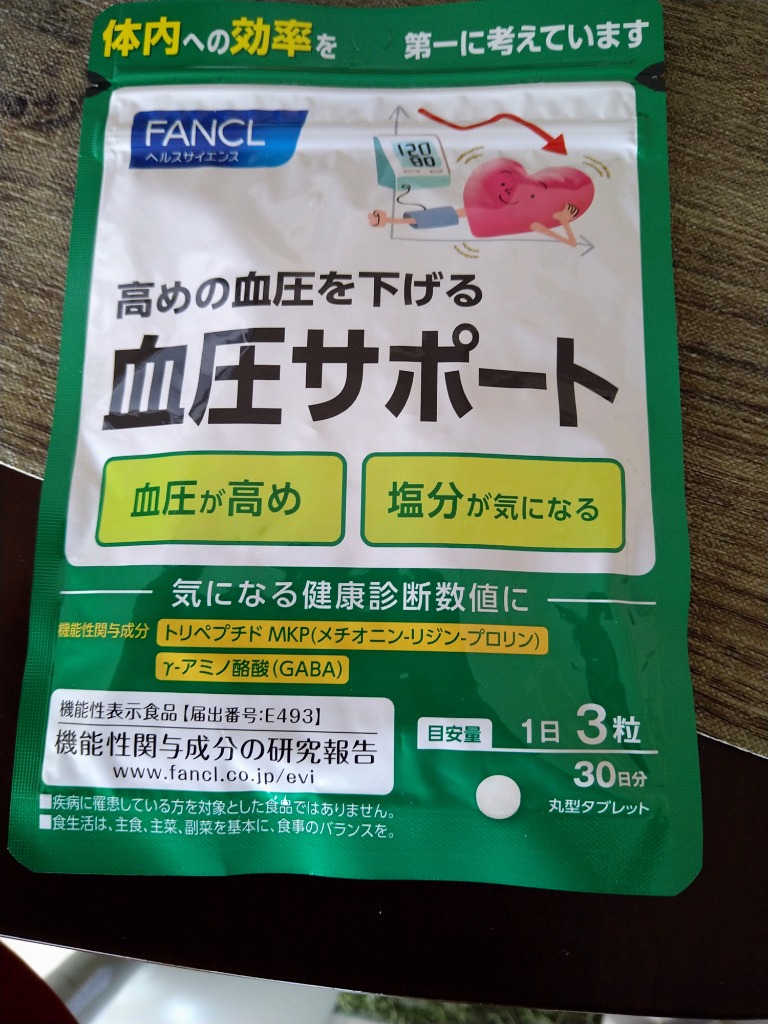 体内への効率を 第一に考えています
FANCL
ヘルスサイエンス
120
80
高めの血圧を下げる
血圧サポート
血圧が高め
塩分が気になる
気になる健康診断数値に
機能性関与成分 トリペプチド MKP(メチオニン-リジン-プロリン)
γ-アミノ酪酸(GABA)
機能性表示食品【届出番号:E493】
機能性関与成分の研究報告
www.fancl.co.jp/evi
目安量 1日 3粒
30日分
丸型タブレット
■疾病に罹患している方を対象とした食品ではありません。
■食生活は、主食、主菜、副菜を基本に、食事のバランスを。